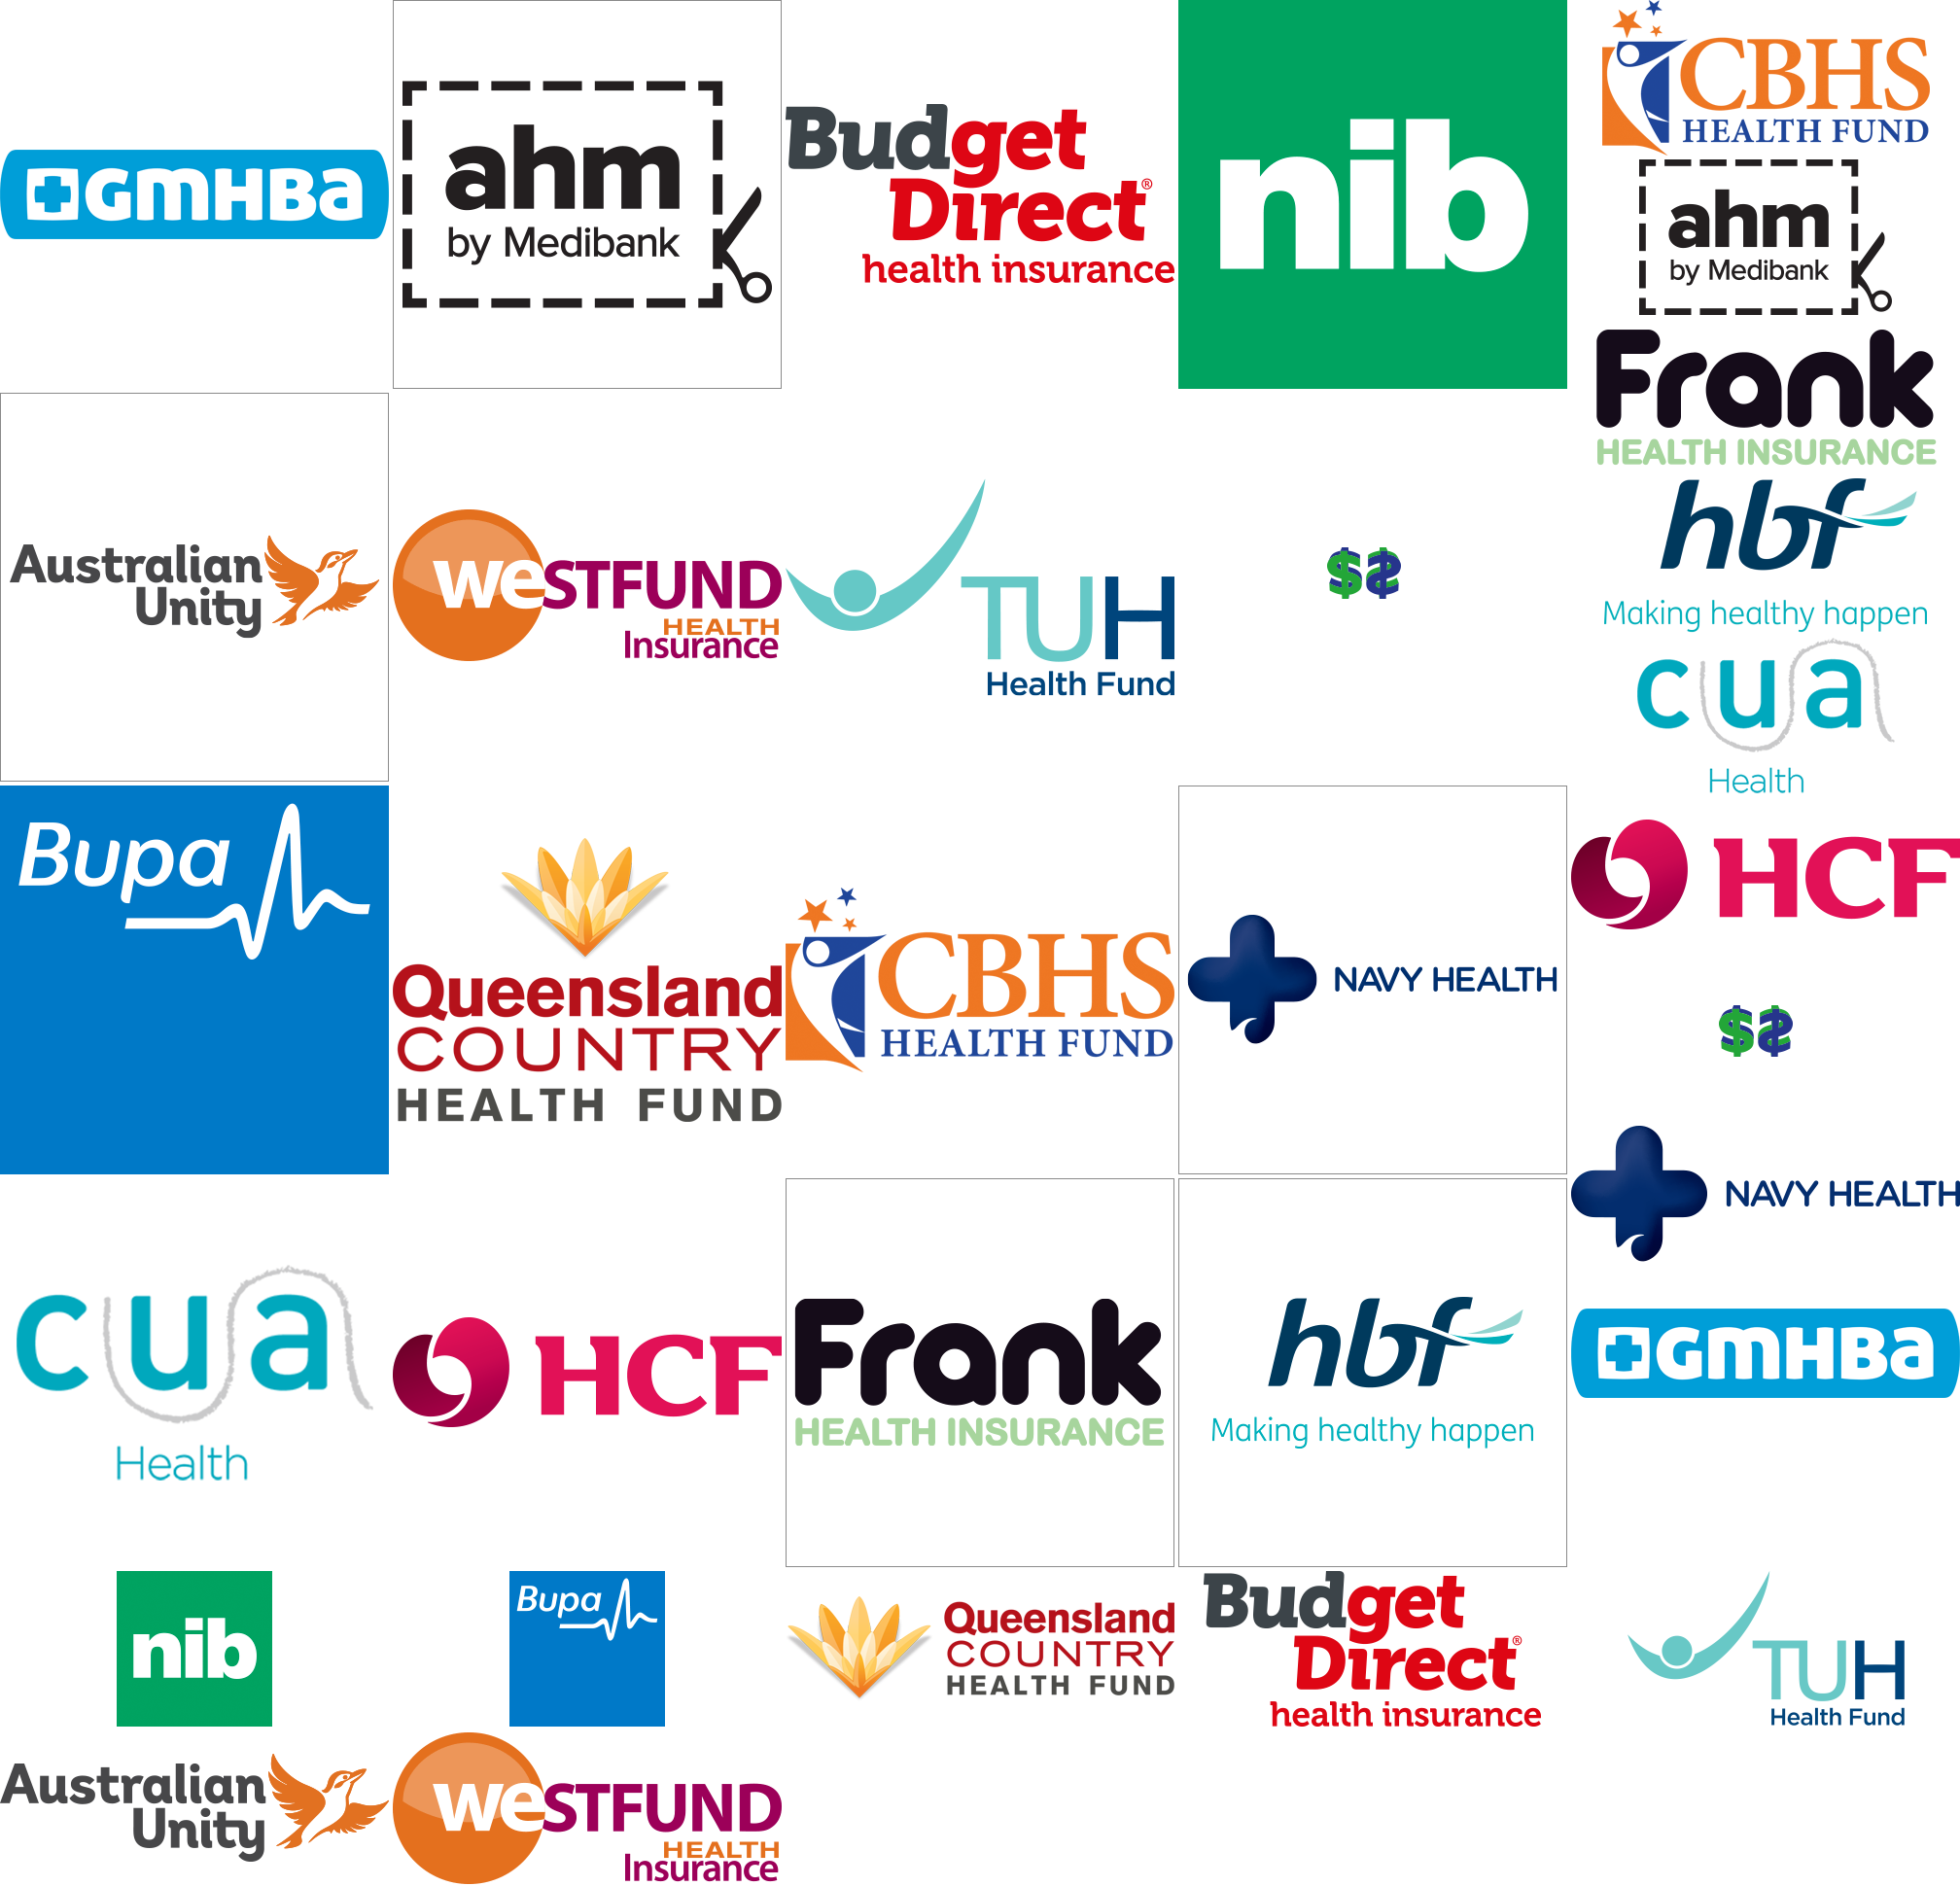 GMHBA
ahm
by Medibank
Budget
Direct®
health insurance
nib
CBHS
HEALTH FUND
ahm
by Medibank
Frank
HEALTH INSURANCE
Australian
Unity
weSTFUND
HEALTH
Insurance
TUH
Health Fund
$$
hbf
Making healthy happen
cua
Health
Bupa
Queensland
COUNTRY
HEALTH FUND
CBHS
HEALTH FUND
NAVY HEALTH
HCF
$$
NAVY HEALTH
cua
Health
HCF
Frank
HEALTH INSURANCE
hbf
Making healthy happen
GMHBA
nib
Bupa
Queensland
COUNTRY
HEALTH FUND
Budget
Direct®
health insurance
TUH
Health Fund
Australian
Unity
weSTFUND
HEALTH
Insurance